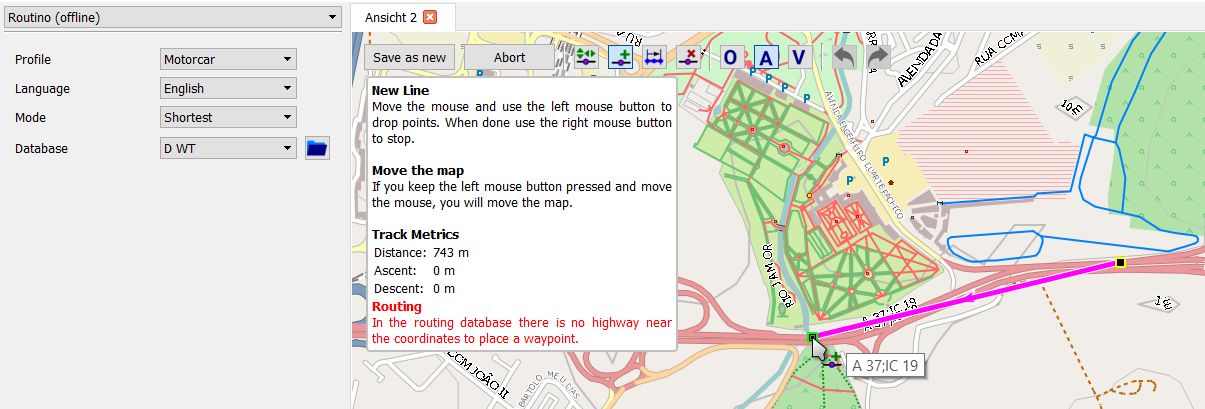 Routino (offline)
Profile
Motorcar
Language
English
Mode
Shortest
Database
D WT
Ansicht 2
Save as new
Abort
O
A
V
New Line
Move the mouse and use the left mouse button to
drop points. When done use the right mouse button
to stop.
Move the map
If you keep the left mouse button pressed and move
the mouse, you will move the map.
Track Metrics
Distance: 743 m
Ascent: 0 m
Descent: 0 m
Routing
In the routing database there is no highway near
the coordinates to place a waypoint.
P
P
P
P
P
P
P
AVENIDA
RUA CCM
AVENIDA ENGENHEIRO DUARTE PACHECO
10m
RIO JAMOR
A 37;IC 19
A 37;IC 19
1m
CCM JOÃO II
BARTOLO